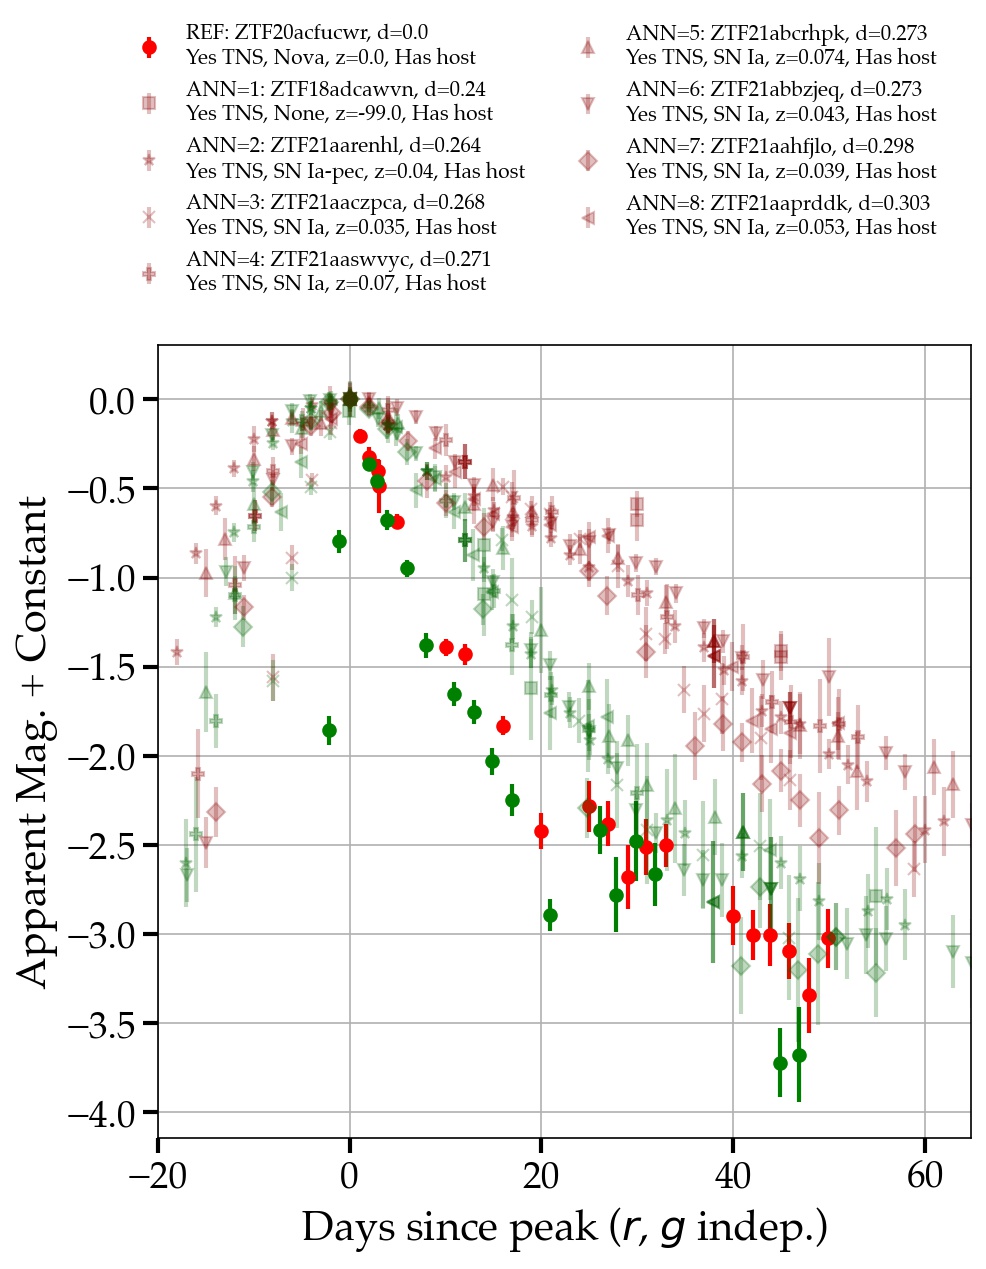 REF: ZTF20acfucwr, d=0.0
Yes TNS, Nova, z=0.0, Has host
ANN=1: ZTF18adcawvn, d=0.24
Yes TNS, None, z=-99.0, Has host
ANN=2: ZTF21aarenhl, d=0.264
Yes TNS, SN Ia-pec, z=0.04, Has host
ANN=3: ZTF21aaczpca, d=0.268
Yes TNS, SN Ia, z=0.035, Has host
ANN=4: ZTF21aaswvyc, d=0.271
Yes TNS, SN Ia, z=0.07, Has host
ANN=5: ZTF21abcrhpk, d=0.273
Yes TNS, SN Ia, z=0.074, Has host
ANN=6: ZTF21abbzjeq, d=0.273
Yes TNS, SN Ia, z=0.043, Has host
ANN=7: ZTF21aahfjlo, d=0.298
Yes TNS, SN Ia, z=0.039, Has host
ANN=8: ZTF21aaprddk, d=0.303
Yes TNS, SN Ia, z=0.053, Has host
Apparent Mag. + Constant
0.0
−0.5
−1.0
−1.5
−2.0
−2.5
−3.0
−3.5
−4.0
−20
0
20
40
60
Days since peak (r, g indep.)